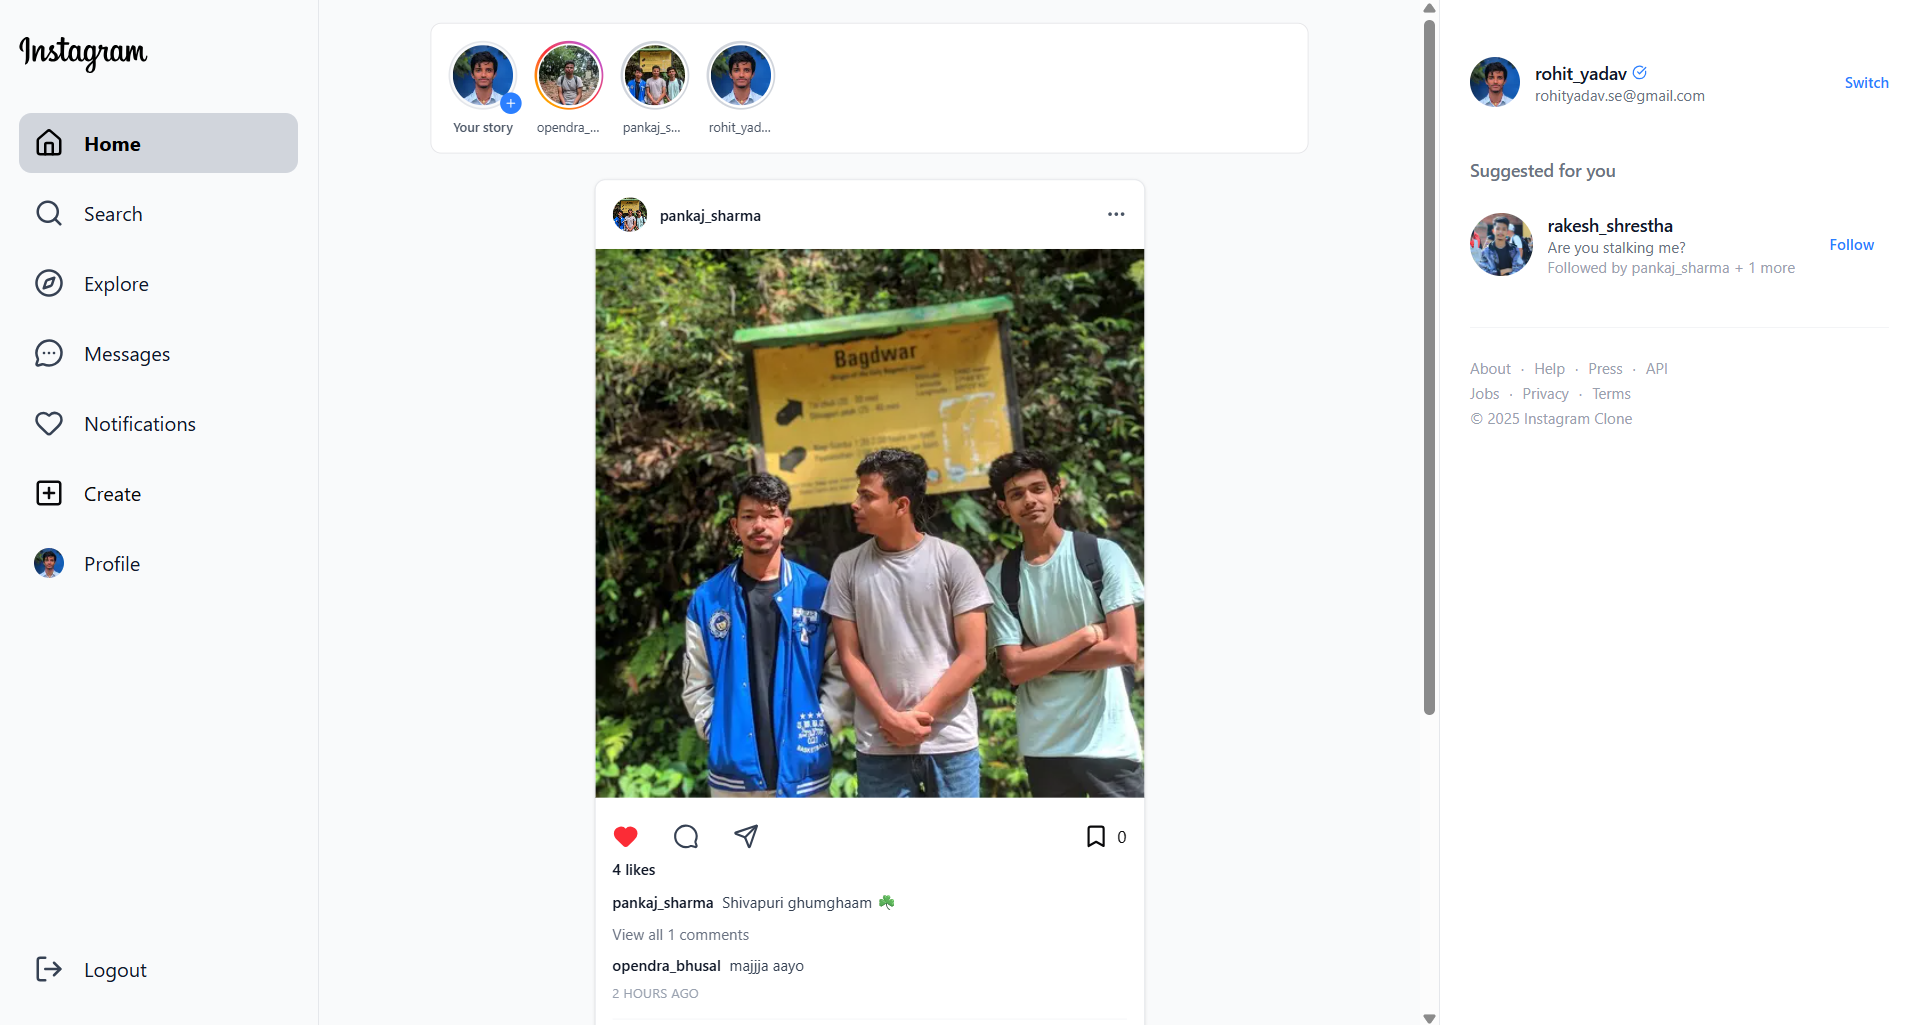 Instagram
Home
Search
Explore
Messages
Notifications
Create
Profile
Logout
Your story
opendra_...
pankaj_s...
rohit_yad...
pankaj_sharma
Bagdwar
0
4 likes
pankaj_sharma Shivapuri ghumghaam ☘️
View all 1 comments
opendra_bhusal majjja aayo
2 HOURS AGO
rohit_yadav
rohityadav.se@gmail.com
Switch
Suggested for you
rakesh_shrestha
Are you stalking me?
Followed by pankaj_sharma + 1 more
Follow
About · Help · Press · API
Jobs · Privacy · Terms
© 2025 Instagram Clone